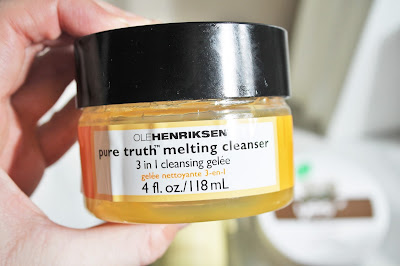 OLEHENRIKSEN
pure truth™ melting cleanser
3 in 1 cleansing gelée
gelée nettoyante 3-en-1
4 fl. oz./118 mL